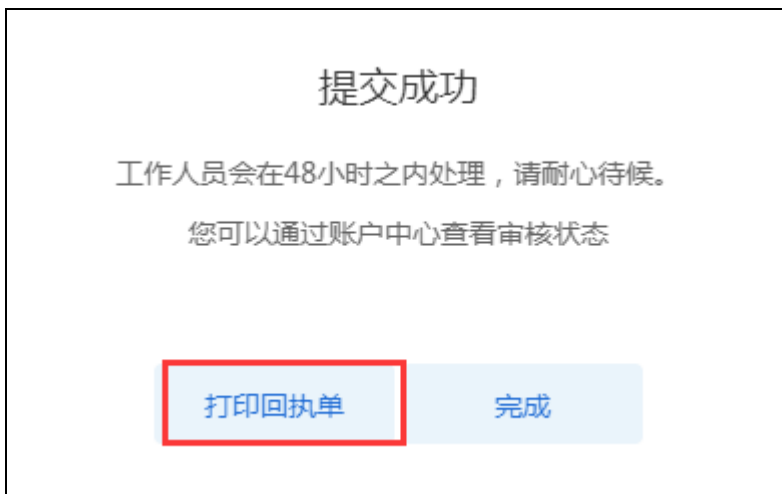 提交成功
工作人员会在48小时之内处理，请耐心待候。
您可以通过账户中心查看审核状态
打印回执单 完成